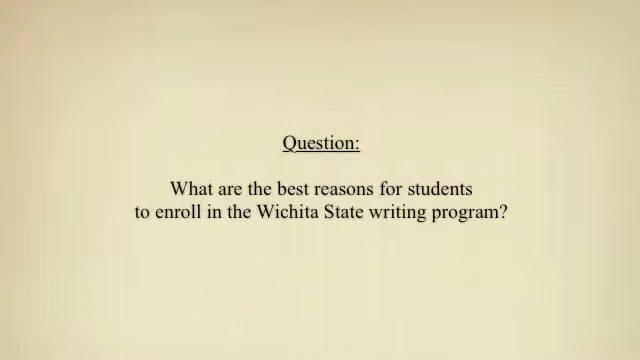 Question:
What are the best reasons for students
to enroll in the Wichita State writing program?